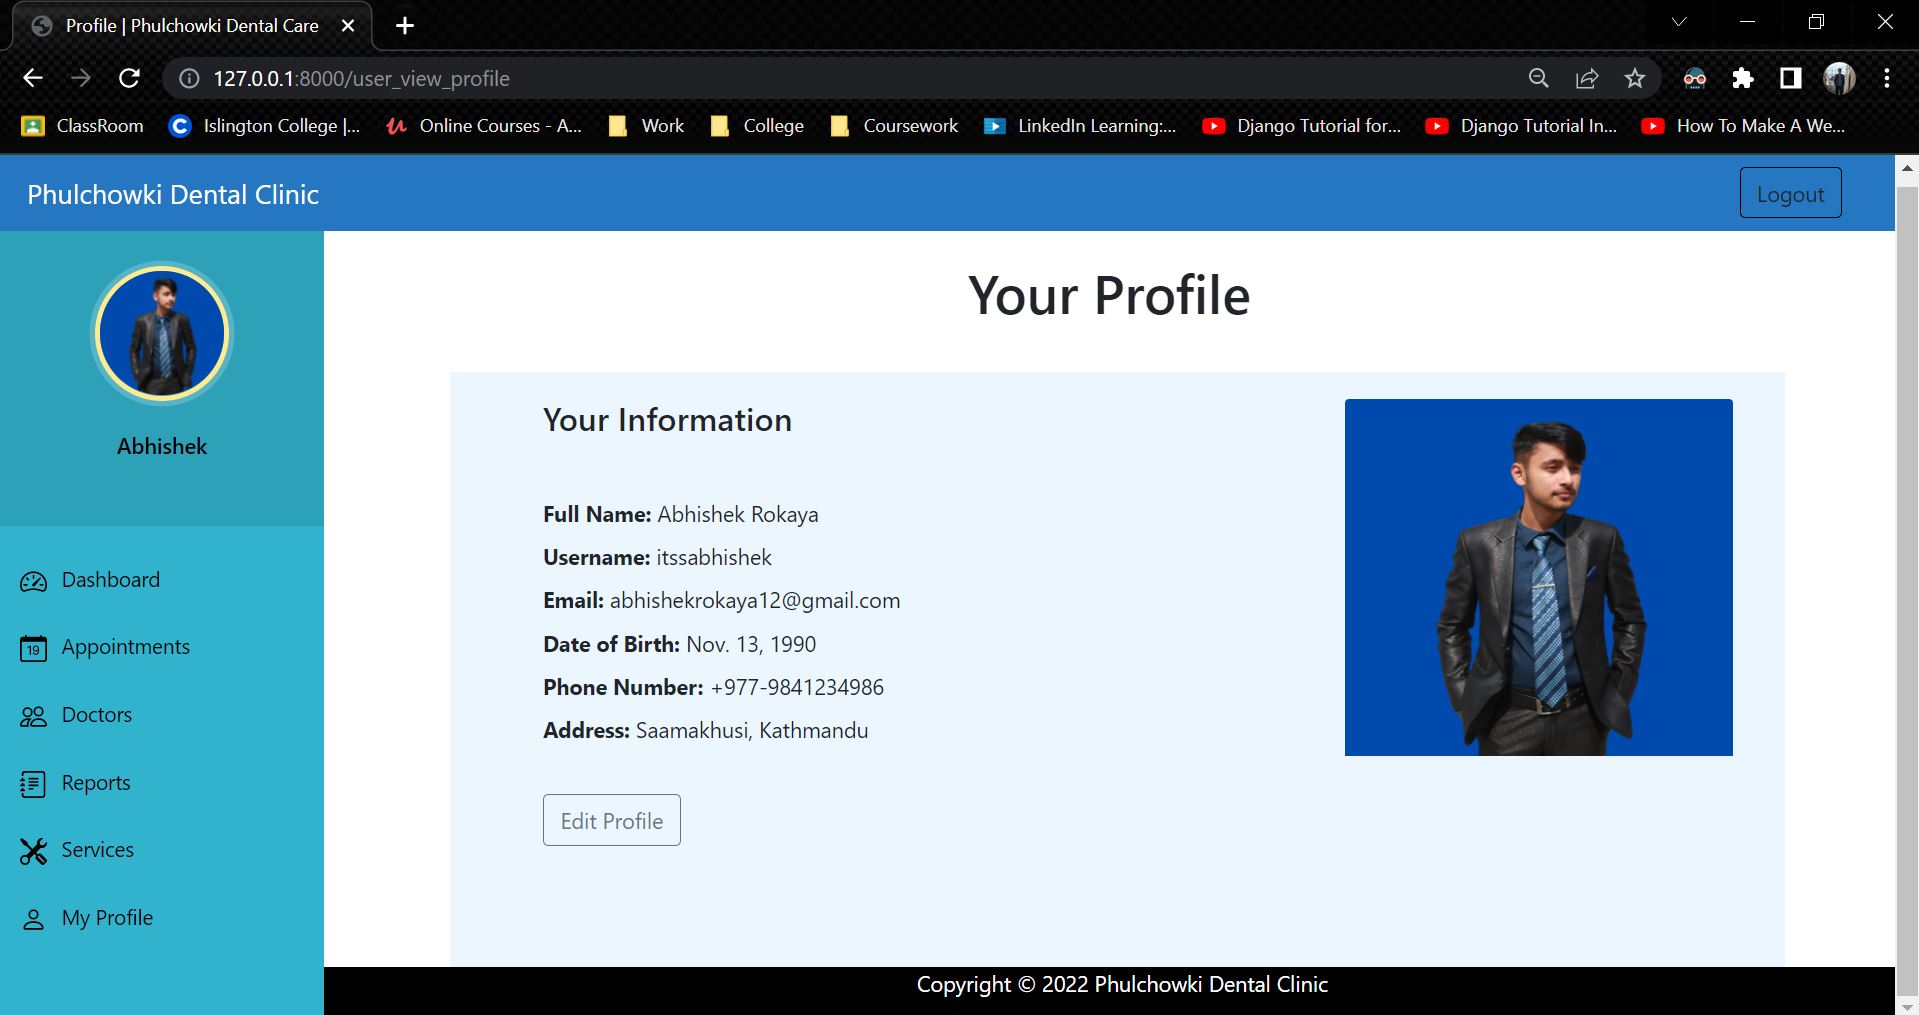 Profile | Phulchowki Dental Care
127.0.0.1:8000/user_view_profile
ClassRoom
Islington College |...
Online Courses - A...
Work
College
Coursework
LinkedIn Learning:...
Django Tutorial for...
Django Tutorial In...
How To Make A We...
Phulchowki Dental Clinic
Logout
Abhishek
Dashboard
19
Appointments
Doctors
Reports
Services
My Profile
Your Profile
Your Information
Full Name: Abhishek Rokaya
Username: itssabhishek
Email: abhishekrokaya12@gmail.com
Date of Birth: Nov. 13, 1990
Phone Number: +977-9841234986
Address: Saamakhusi, Kathmandu
Edit Profile
Copyright © 2022 Phulchowki Dental Clinic